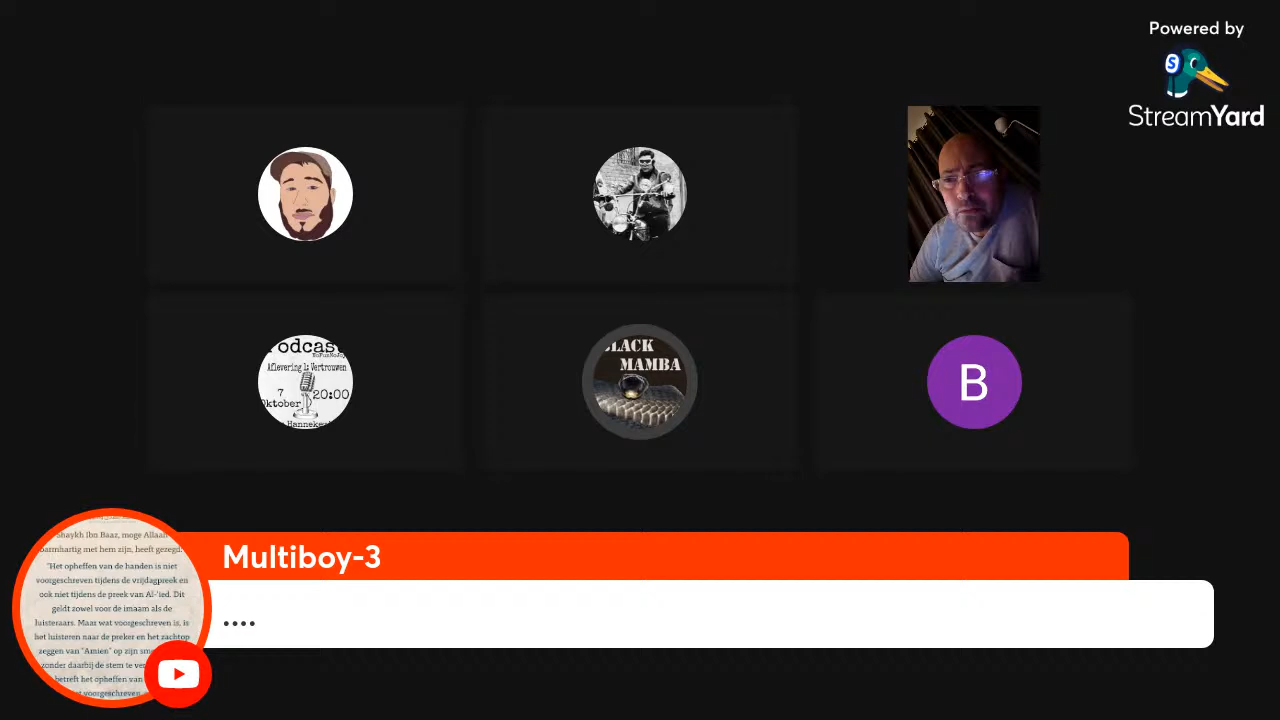 Powered by
S
StreamYard
Podcast
NoFunNoJoy
Aflevering 1: Vertrouwen
7
Oktober
20:00
BLACK
MAMBA
B
Multiboy-3
....
Shaykh Ibn Baaz, moge Allaah
barmhartig met hem zijn, heeft gezegd:
"Het opheffen van de handen is niet
voorgeschreven tijdens de vrijdagpreek en
ook niet tijdens de preek van Al-'ied. Dit
geldt zowel voor de imaam als de
luisteraars. Maar wat voorgeschreven is, is
het luisteren naar de preker en het zachtop
zeggen van "Amien" op zijn
zonder daarbij de stem te
betreft het opheffen van
voorgeschreven